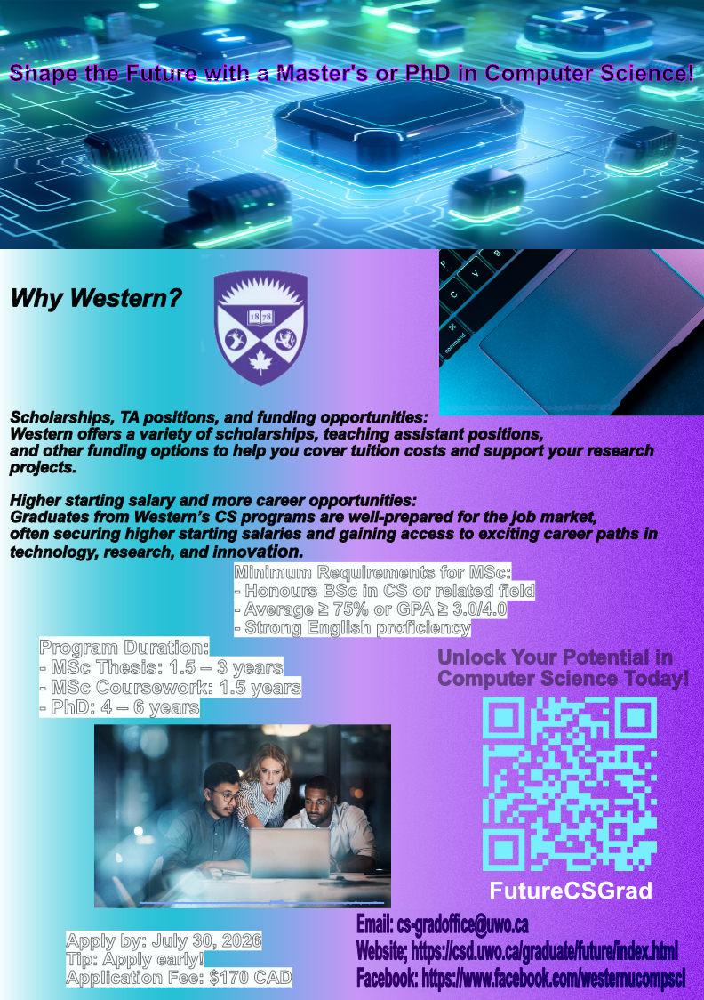 Shape the Future with a Master's or PhD in Computer Science!
F
V
B
C
⌘
command
Why Western?
1878
Scholarships, TA positions, and funding opportunities:
Western offers a variety of scholarships, teaching assistant positions,
and other funding options to help you cover tuition costs and support your research
projects.
Higher starting salary and more career opportunities:
Graduates from Western's CS programs are well-prepared for the job market,
often securing higher starting salaries and gaining access to exciting career paths in
technology, research, and innovation.
Minimum Requirements for MSc:
- Honours BSc in CS or related field
- Average ≥ 75% or GPA ≥ 3.0/4.0
- Strong English proficiency
Program Duration:
- MSc Thesis: 1.5 – 3 years
- MSc Coursework: 1.5 years
- PhD: 4 – 6 years
Unlock Your Potential in
Computer Science Today!
FutureCSGrad
Email: cs-gradoffice@uwo.ca
Website; https://csd.uwo.ca/graduate/future/index.html
Facebook: https://www.facebook.com/westernucompsci
Apply by: July 30, 2026
Tip: Apply early!
Application Fee: $170 CAD